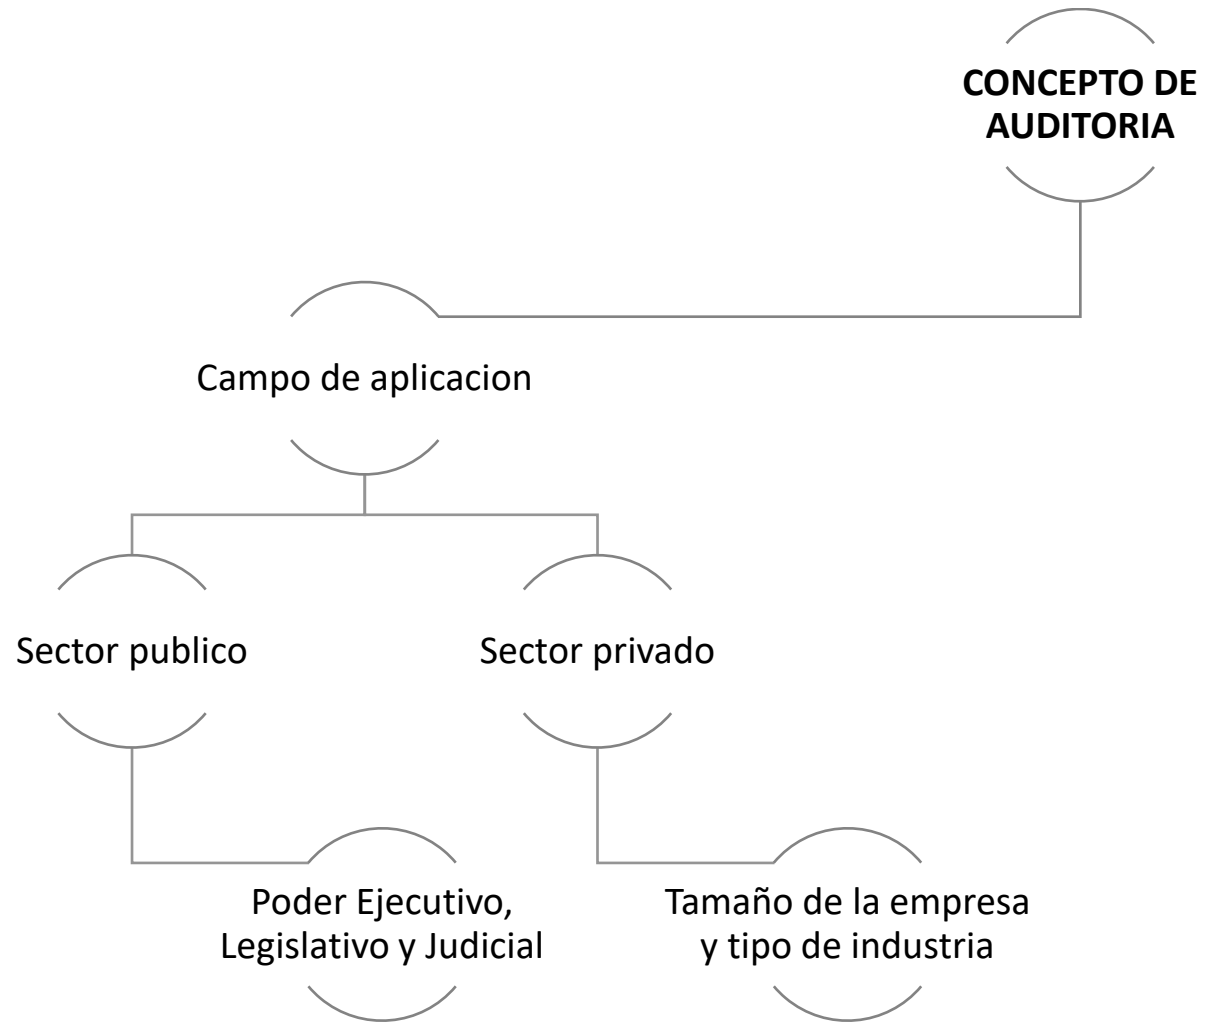 CONCEPTO DE
AUDITORIA
Campo de aplicacion
Sector publico
Sector privado
Poder Ejecutivo,
Legislativo y Judicial
Tamaño de la empresa
y tipo de industria